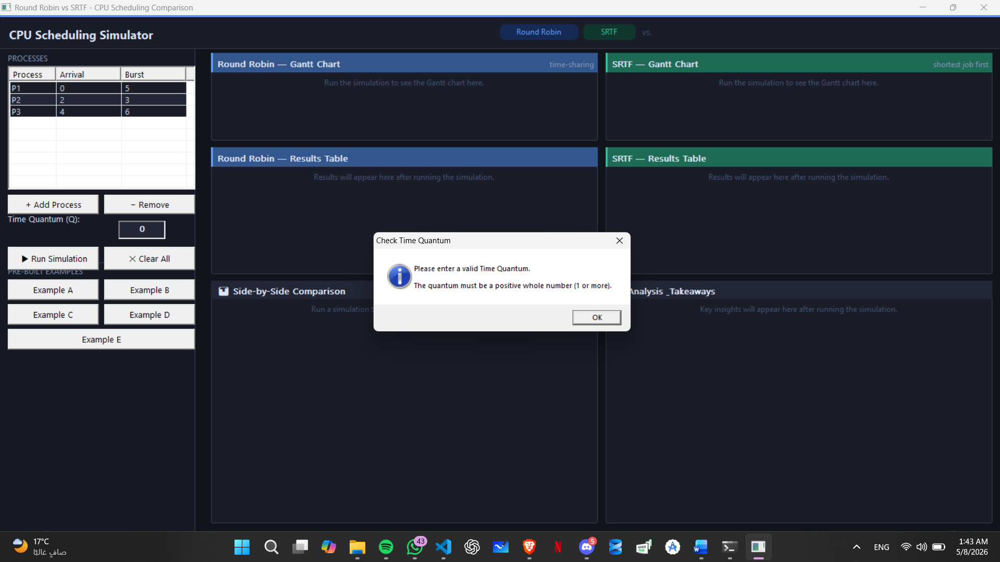 Round Robin vs SRTF - CPU Scheduling Comparison
CPU Scheduling Simulator
Round Robin
SRTF
vs.
PROCESSES
Process Arrival Burst
P1 0 5
P2 2 3
P3 4 6
+ Add Process
− Remove
Time Quantum (Q):
0
▶ Run Simulation
✕ Clear All
PRE-BUILT EXAMPLES
Example A
Example B
Example C
Example D
Example E
Round Robin — Gantt Chart
time-sharing
Run the simulation to see the Gantt chart here.
SRTF — Gantt Chart
shortest job first
Run the simulation to see the Gantt chart here.
Round Robin — Results Table
Results will appear here after running the simulation.
SRTF — Results Table
Results will appear here after running the simulation.
Side-by-Side Comparison
Run a simulation
Analysis _Takeaways
Key insights will appear here after running the simulation.
Check Time Quantum
Please enter a valid Time Quantum.
The quantum must be a positive whole number (1 or more).
OK
17°C
صافٍ غالبًا
43
space desk
5
N
W
ENG
1:43 AM
5/8/2026